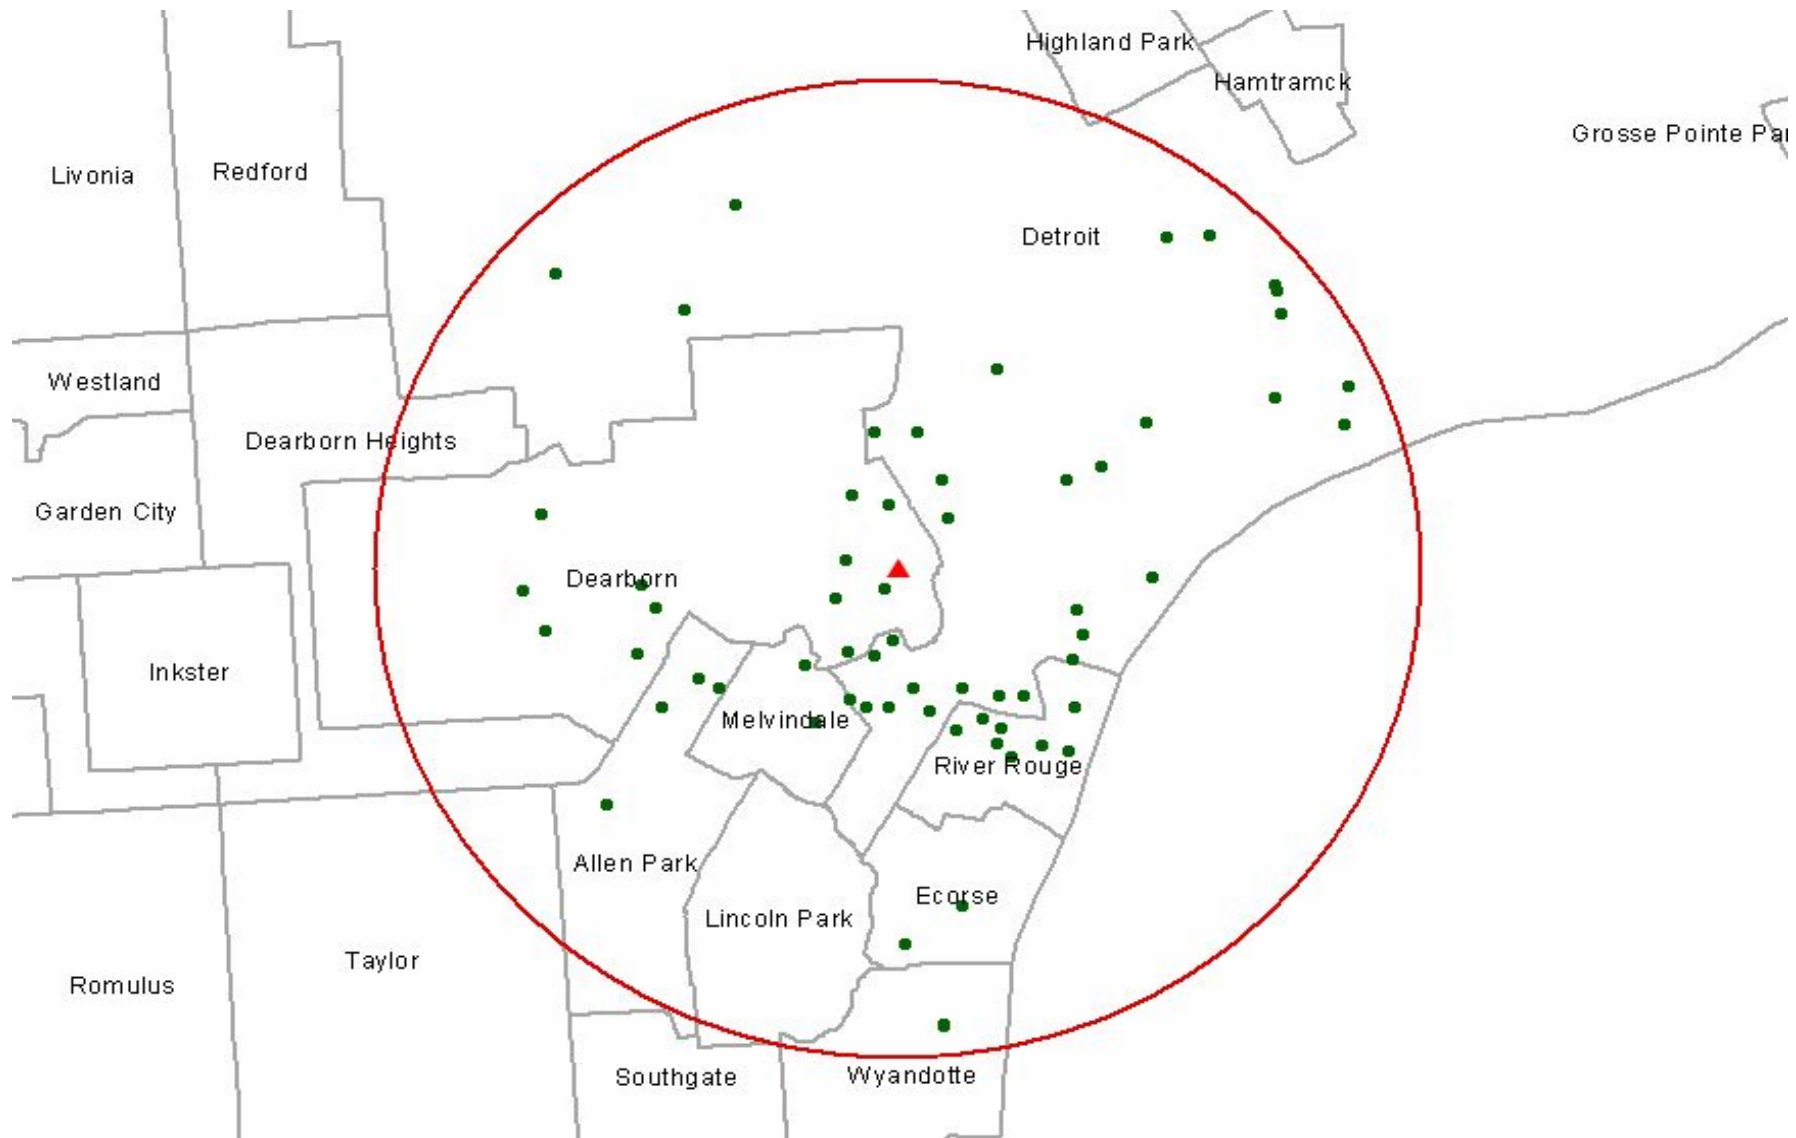 Highland Park
Hamtramck
Grosse Pointe Par
Livonia
Redford
Detroit
Westland
Dearborn Heights
Garden City
Dearborn
Inkster
Melvindale
River Rouge
Allen Park
Ecorse
Lincoln Park
Taylor
Romulus
Southgate
Wyandotte